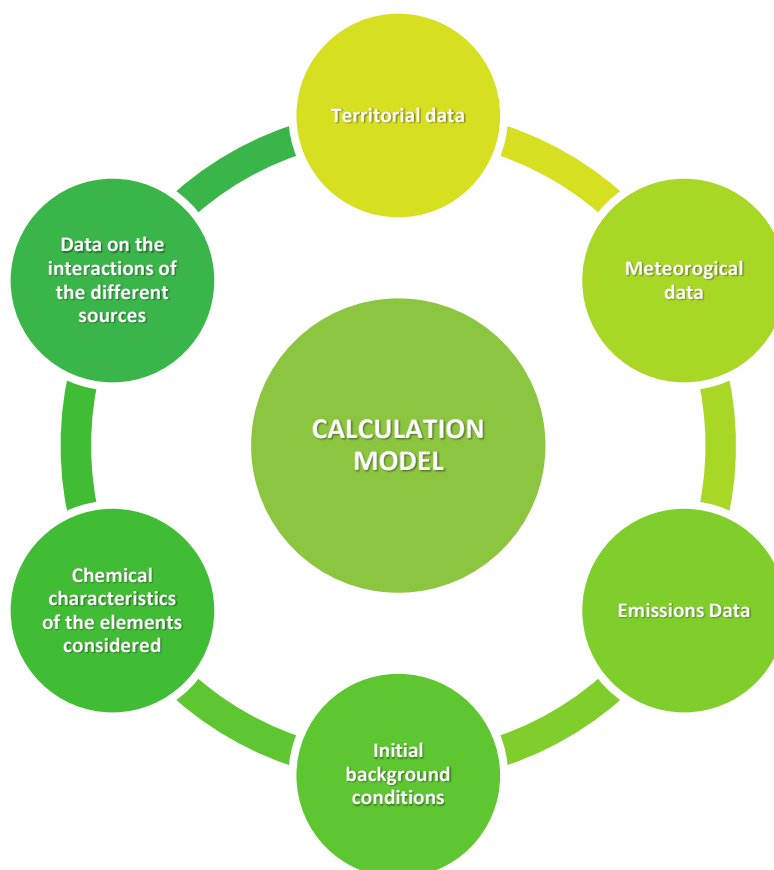 Territorial data
Meteorogical
data
Emissions Data
Initial
background
conditions
Chemical
characteristics
of the elements
considered
Data on the
interactions of
the different
sources
CALCULATION
MODEL